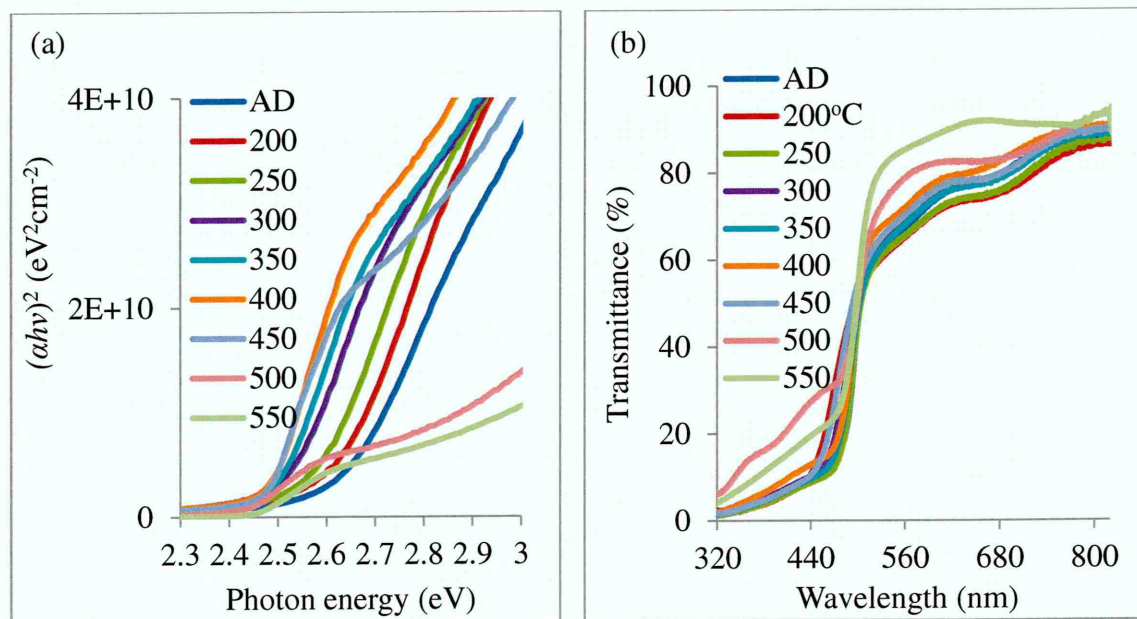 (a)
4E+10
2E+10
0
(αhν)² (eV²cm⁻²)
AD
200
250
300
350
400
450
500
550
2.3 2.4 2.5 2.6 2.7 2.8 2.9 3
Photon energy (eV)
(b)
100
80
60
40
20
0
Transmittance (%)
AD
200°C
250
300
350
400
450
500
550
320 440 560 680 800
Wavelength (nm)